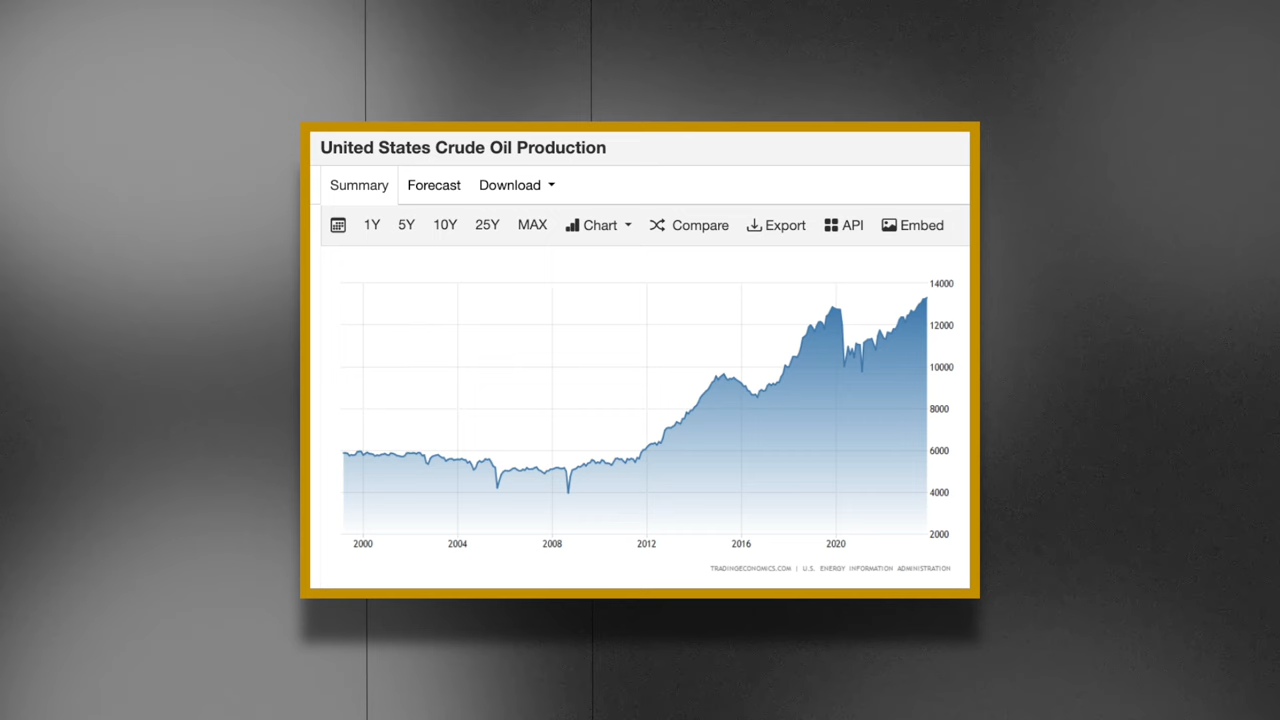 United States Crude Oil Production
Summary Forecast Download
1Y 5Y 10Y 25Y MAX Chart Compare Export API Embed
14000
12000
10000
8000
6000
4000
2000
2000 2004 2008 2012 2016 2020
TRADINGECONOMICS.COM | U.S. ENERGY INFORMATION ADMINISTRATION